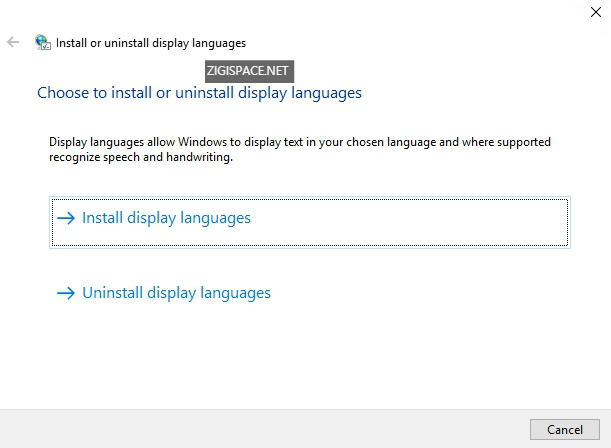 Install or uninstall display languages
ZIGISPACE.NET
Choose to install or uninstall display languages
Display languages allow Windows to display text in your chosen language and where supported
recognize speech and handwriting.
Install display languages
Uninstall display languages
Cancel